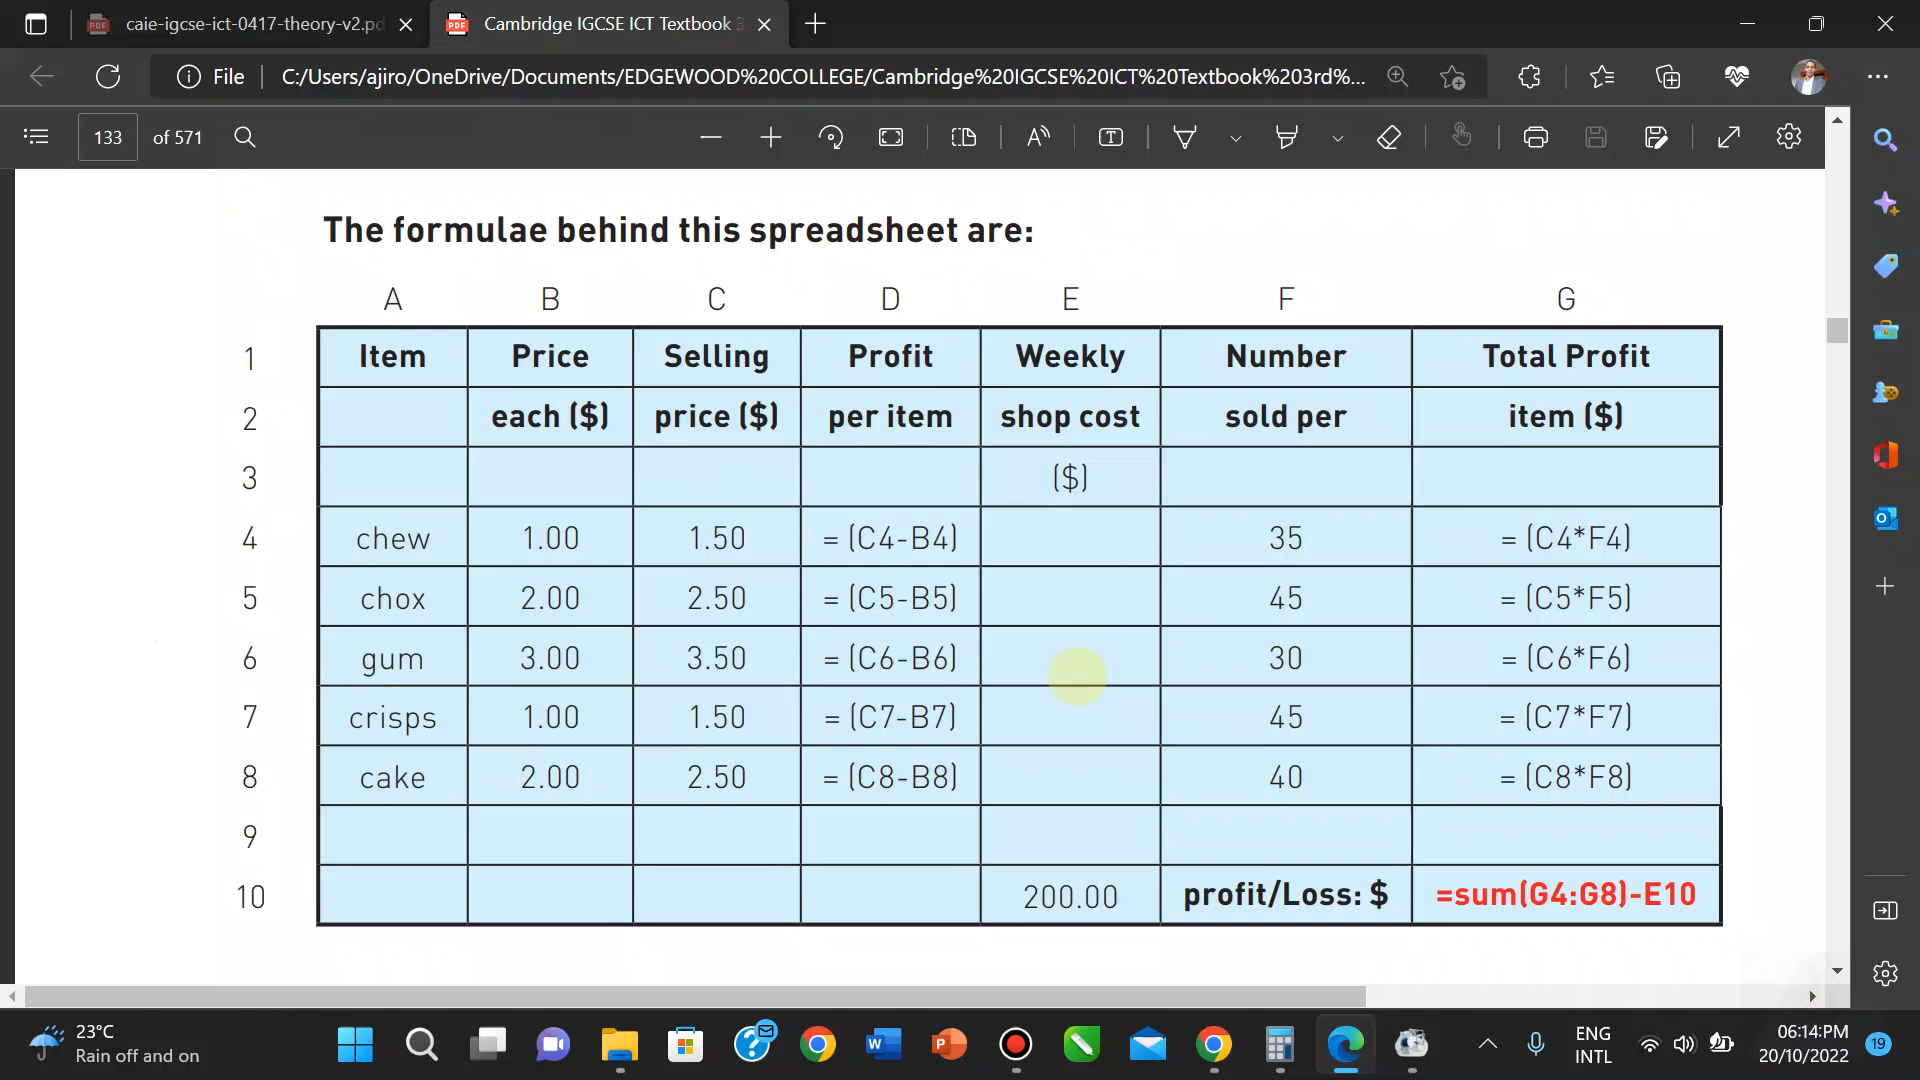 caie-igcse-ict-0417-theory-v2.pd
Cambridge IGCSE ICT Textbook 3
File
C:/Users/ajiro/OneDrive/Documents/EDGEWOOD%20COLLEGE/Cambridge%20IGCSE%20ICT%20Textbook%203rd%...
133 of 571
The formulae behind this spreadsheet are:
A B C D E F G
1 Item Price Selling Profit Weekly Number Total Profit
2 each ($) price ($) per item shop cost sold per item ($)
3 ($)
4 chew 1.00 1.50 = (C4-B4) 35 = (C4*F4)
5 chox 2.00 2.50 = (C5-B5) 45 = (C5*F5)
6 gum 3.00 3.50 = (C6-B6) 30 = (C6*F6)
7 crisps 1.00 1.50 = (C7-B7) 45 = (C7*F7)
8 cake 2.00 2.50 = (C8-B8) 40 = (C8*F8)
9
10 200.00 profit/Loss: $ =sum(G4:G8)-E10
23°C
Rain off and on
ENG
INTL
06:14:PM
20/10/2022
19